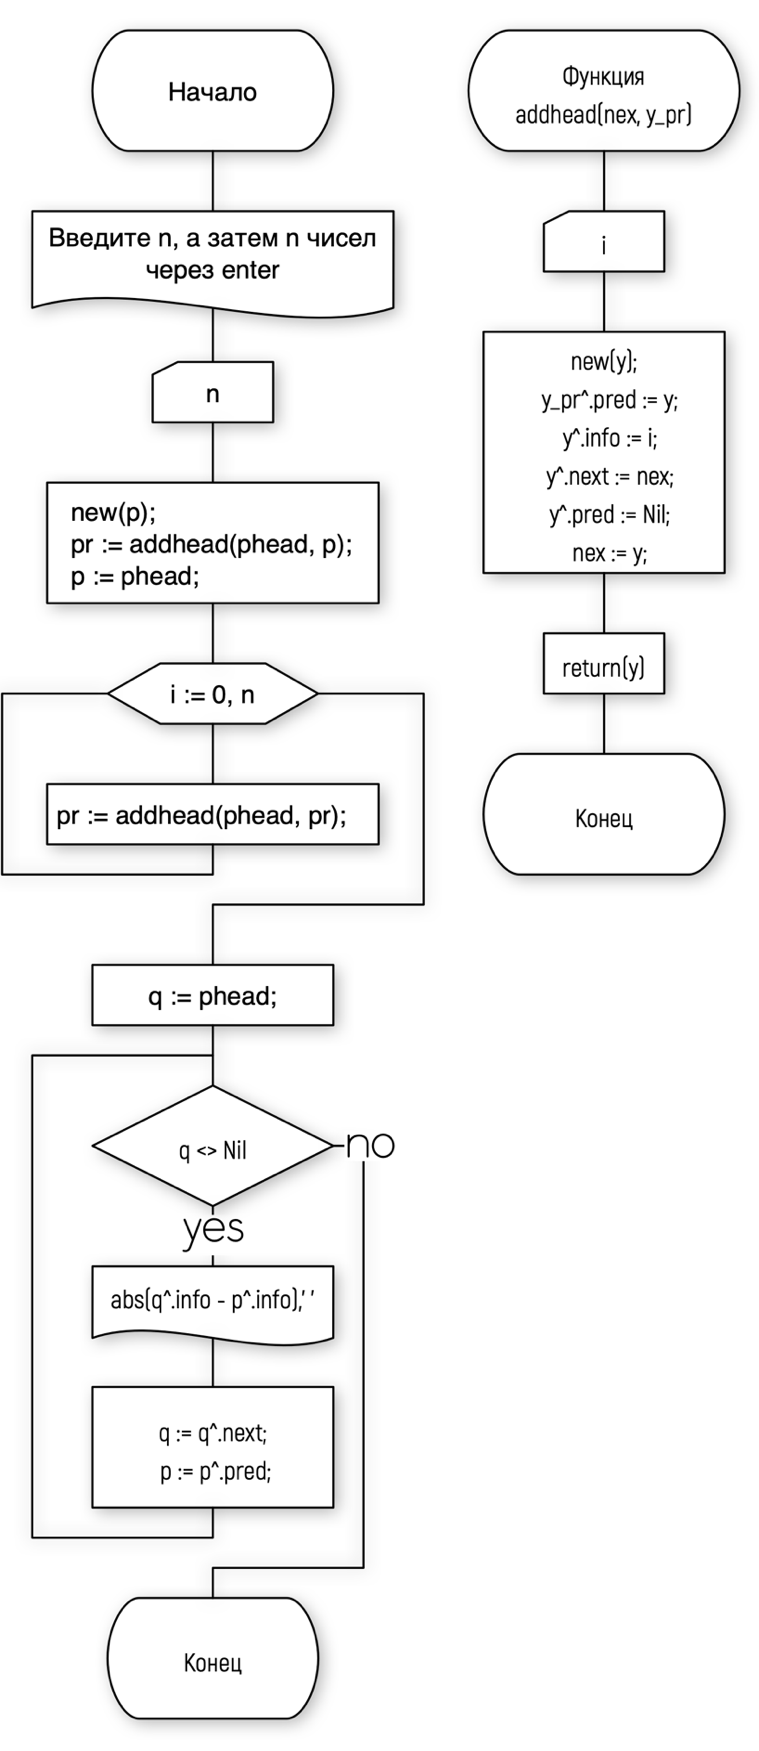 Начало
Введите n, а затем n чисел
через enter
n
new(p);
pr := addhead(phead, p);
p := phead;
i := 0, n
pr := addhead(phead, pr);
q := phead;
q <> Nil
no
yes
abs(q^.info - p^.info),' '
q := q^.next;
p := p^.pred;
Конец
Функция
addhead(nex, y_pr)
i
new(y);
y_pr^.pred := y;
y^.info := i;
y^.next := nex;
y^.pred := Nil;
nex := y;
return(y)
Конец